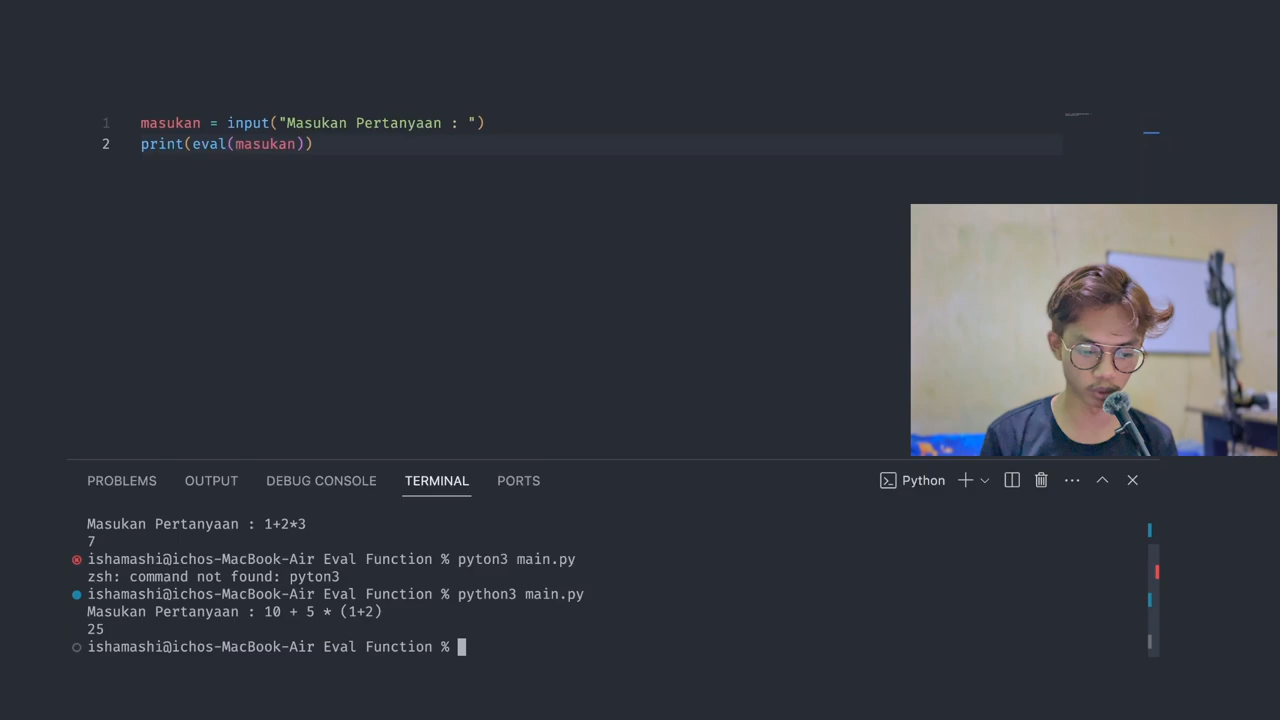 1 masukan = input("Masukan Pertanyaan : ")
2 print(eval(masukan))
PROBLEMS OUTPUT DEBUG CONSOLE TERMINAL PORTS Python
Masukan Pertanyaan : 1+2*3
7
ishamashi@ichos-MacBook-Air Eval Function % pyton3 main.py
zsh: command not found: pyton3
ishamashi@ichos-MacBook-Air Eval Function % python3 main.py
Masukan Pertanyaan : 10 + 5 * (1+2)
25
ishamashi@ichos-MacBook-Air Eval Function %